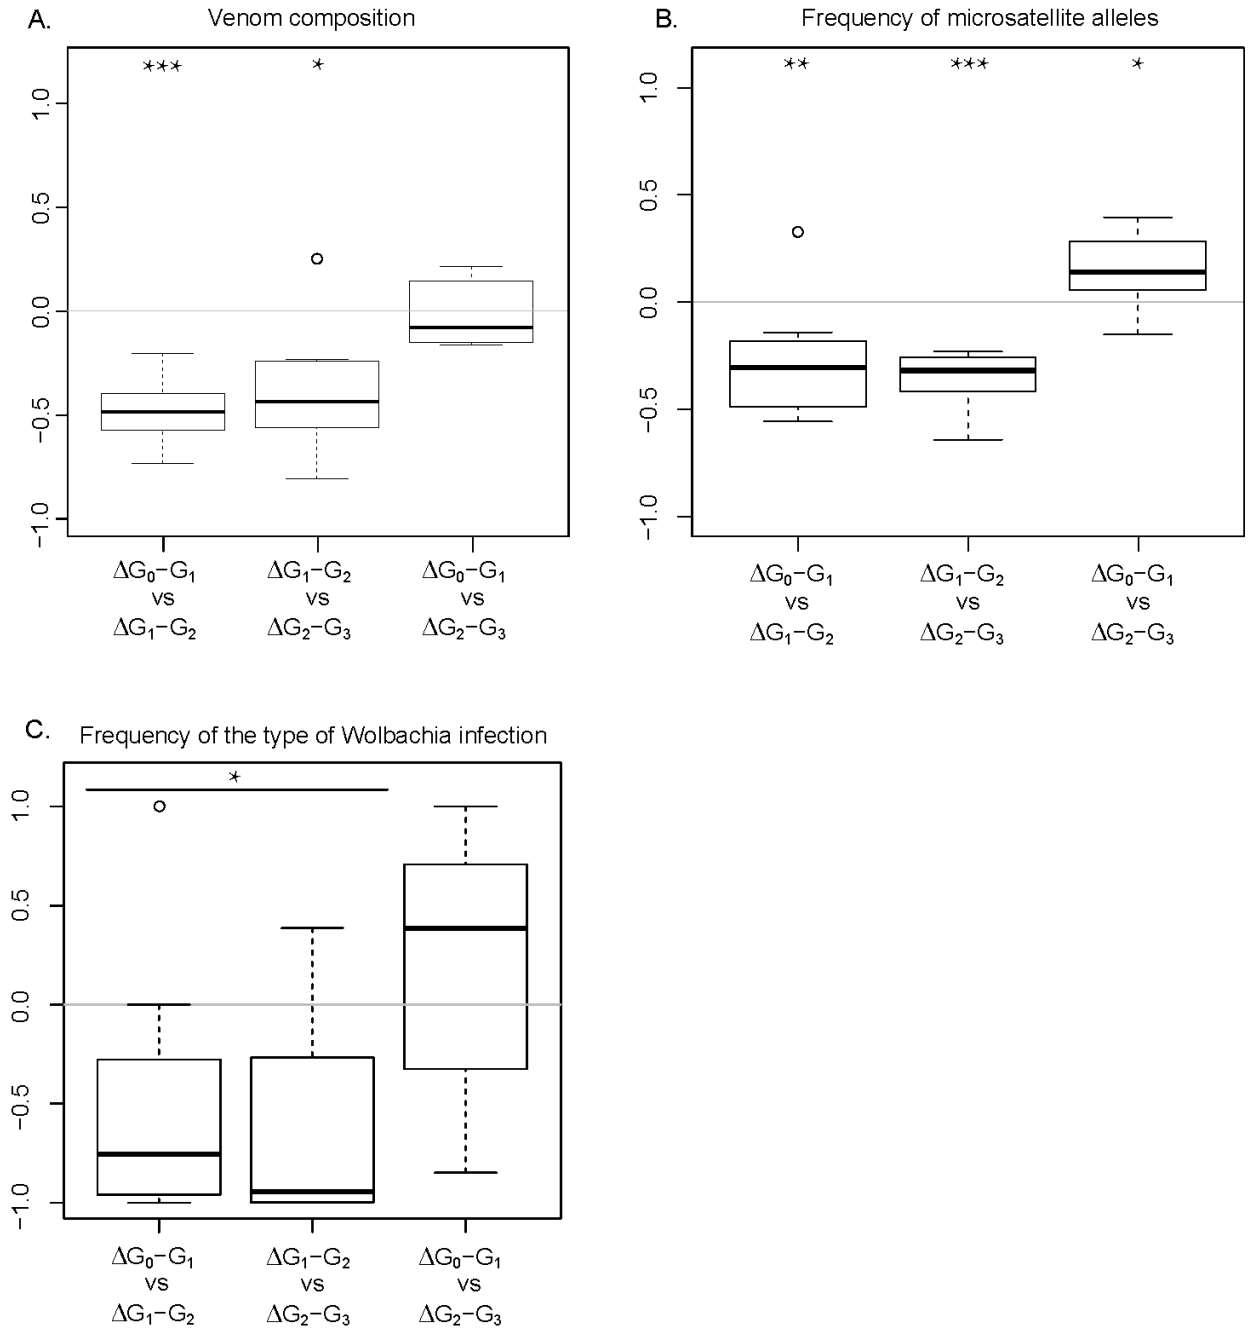 A.
Venom composition
*** *
1.0
0.5
0.0
−0.5
−1.0
ΔG₀−G₁ ΔG₁−G₂ ΔG₀−G₁
vs vs vs
ΔG₁−G₂ ΔG₂−G₃ ΔG₂−G₃
B.
Frequency of microsatellite alleles
** *** *
1.0
0.5
0.0
−0.5
−1.0
ΔG₀−G₁ ΔG₁−G₂ ΔG₀−G₁
vs vs vs
ΔG₁−G₂ ΔG₂−G₃ ΔG₂−G₃
C.
Frequency of the type of Wolbachia infection
*
1.0
0.5
0.0
−0.5
−1.0
ΔG₀−G₁ ΔG₁−G₂ ΔG₀−G₁
vs vs vs
ΔG₁−G₂ ΔG₂−G₃ ΔG₂−G₃